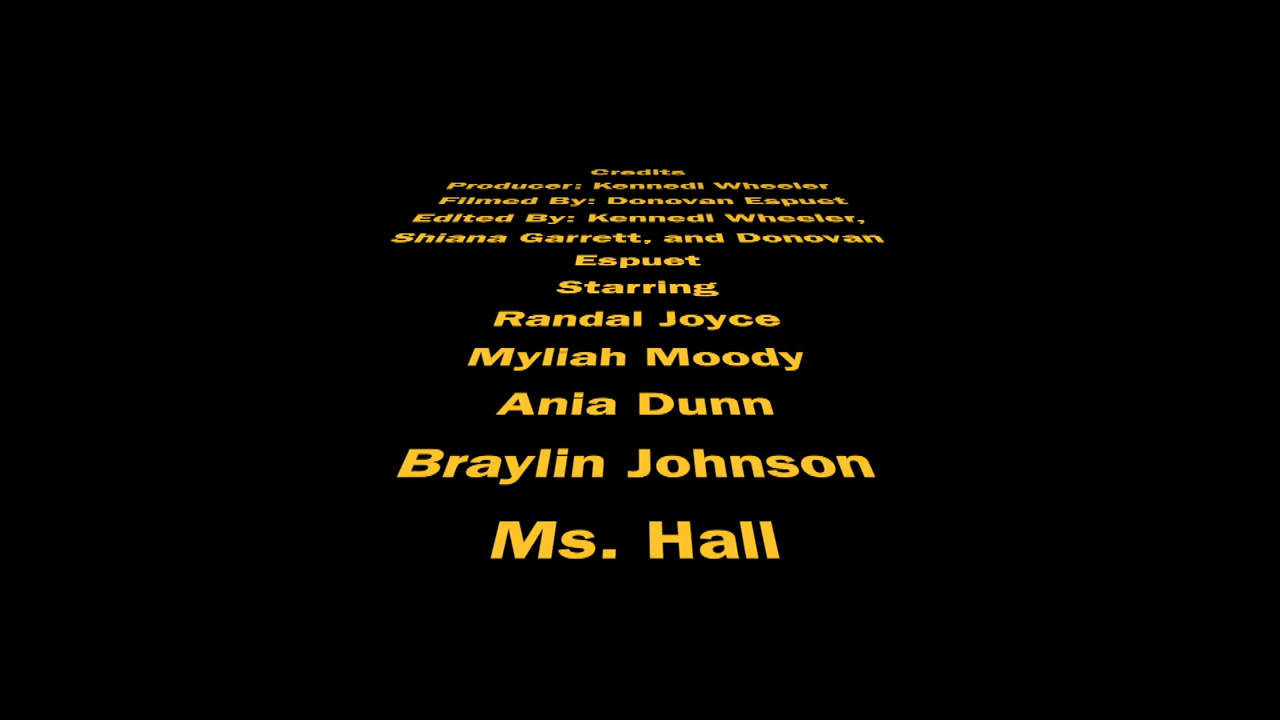 Credits
Producer: Kennedi Wheeler
Filmed By: Donovan Espuet
Edited By: Kennedi Wheeler,
Shiana Garrett, and Donovan
Espuet
Starring
Randal Joyce
Myliah Moody
Ania Dunn
Braylin Johnson
Ms. Hall